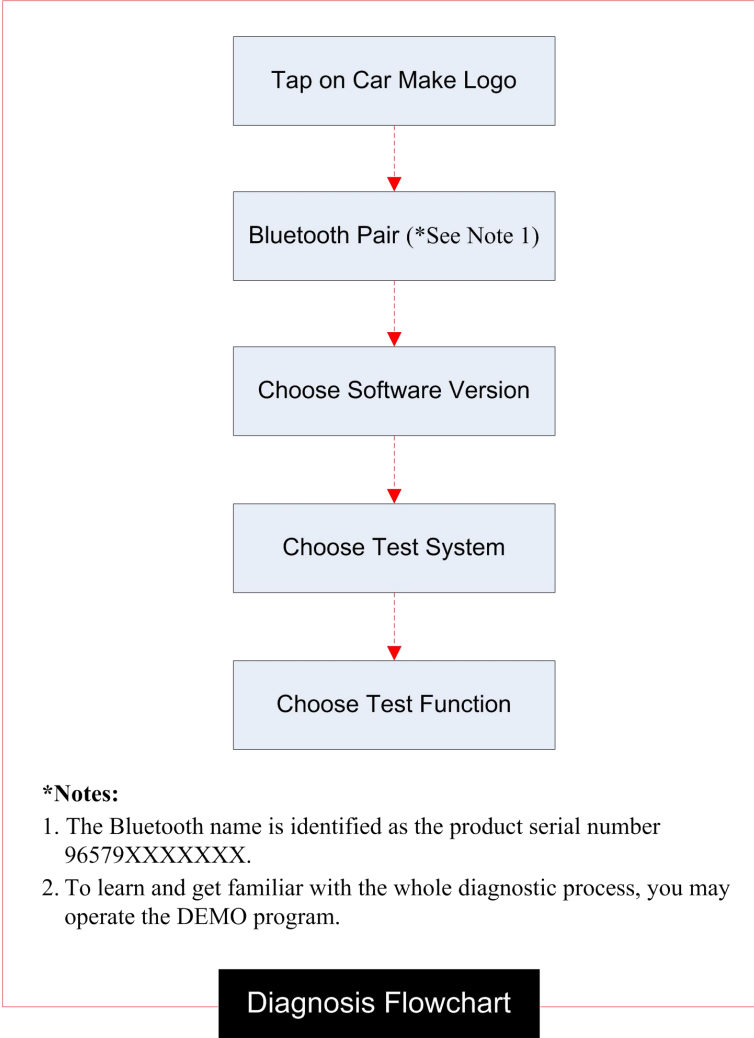 Tap on Car Make Logo
Bluetooth Pair (*See Note 1)
Choose Software Version
Choose Test System
Choose Test Function
*Notes:
1. The Bluetooth name is identified as the product serial number
96579XXXXXXX.
2. To learn and get familiar with the whole diagnostic process, you may
operate the DEMO program.
Diagnosis Flowchart